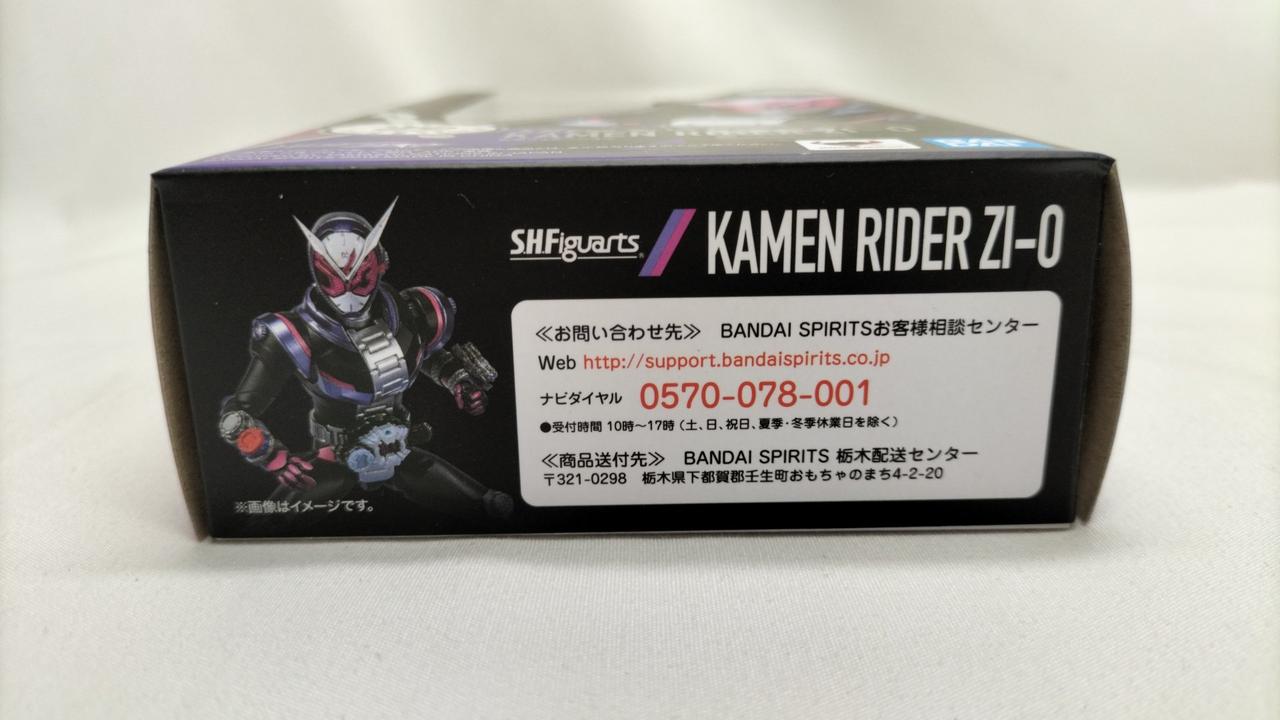 KAMEN RIDER ZI-O
S.H.Figuarts
KAMEN RIDER ZI-O
≪お問い合わせ先≫ BANDAI SPIRITSお客様相談センター
Web http://support.bandaispirits.co.jp
ナビダイヤル 0570-078-001
●受付時間 10時～17時（土、日、祝日、夏季・冬季休業日を除く）
≪商品送付先≫ BANDAI SPIRITS 栃木配送センター
〒321-0298 栃木県下都賀郡壬生町おもちゃのまち4-2-20
※画像はイメージです。